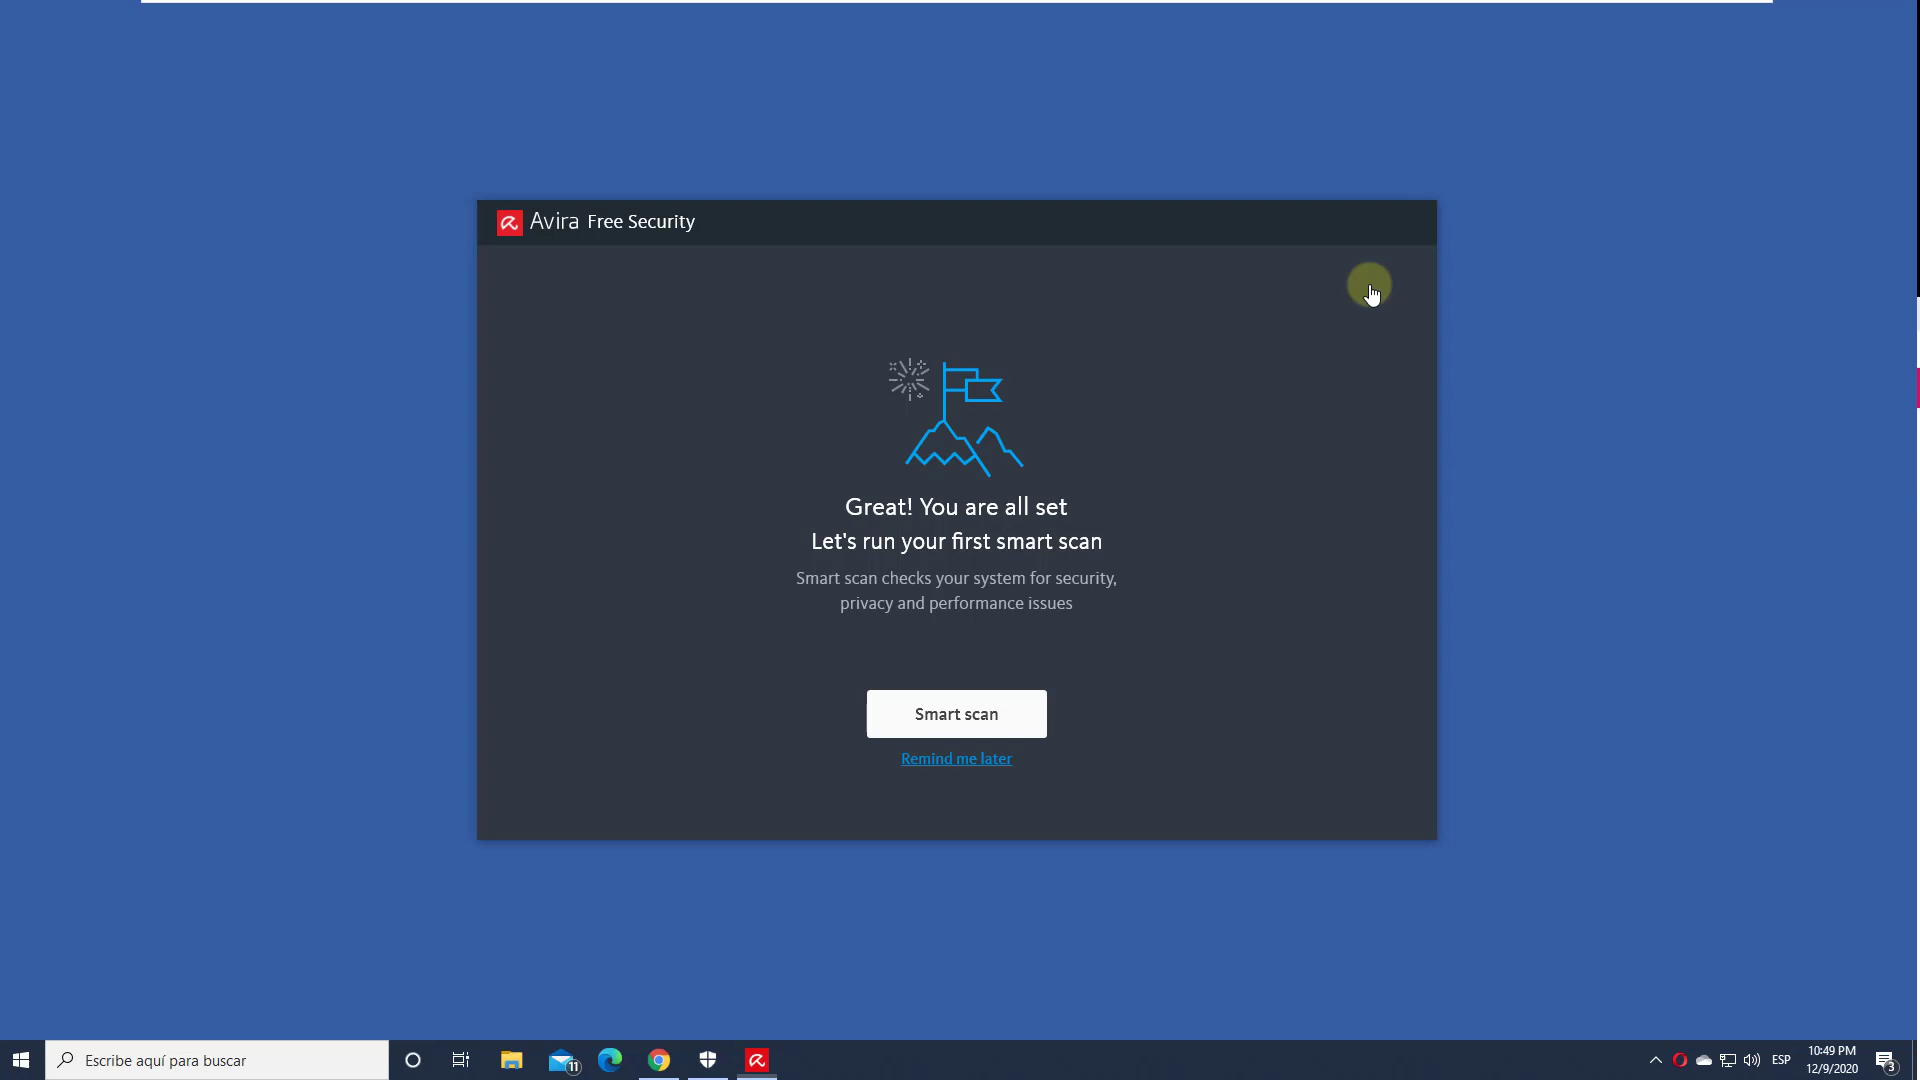 Avira Free Security
Great! You are all set
Let's run your first smart scan
Smart scan checks your system for security,
privacy and performance issues
Smart scan
Remind me later
Escribe aquí para buscar
11
ESP
10:49 PM
12/9/2020
3